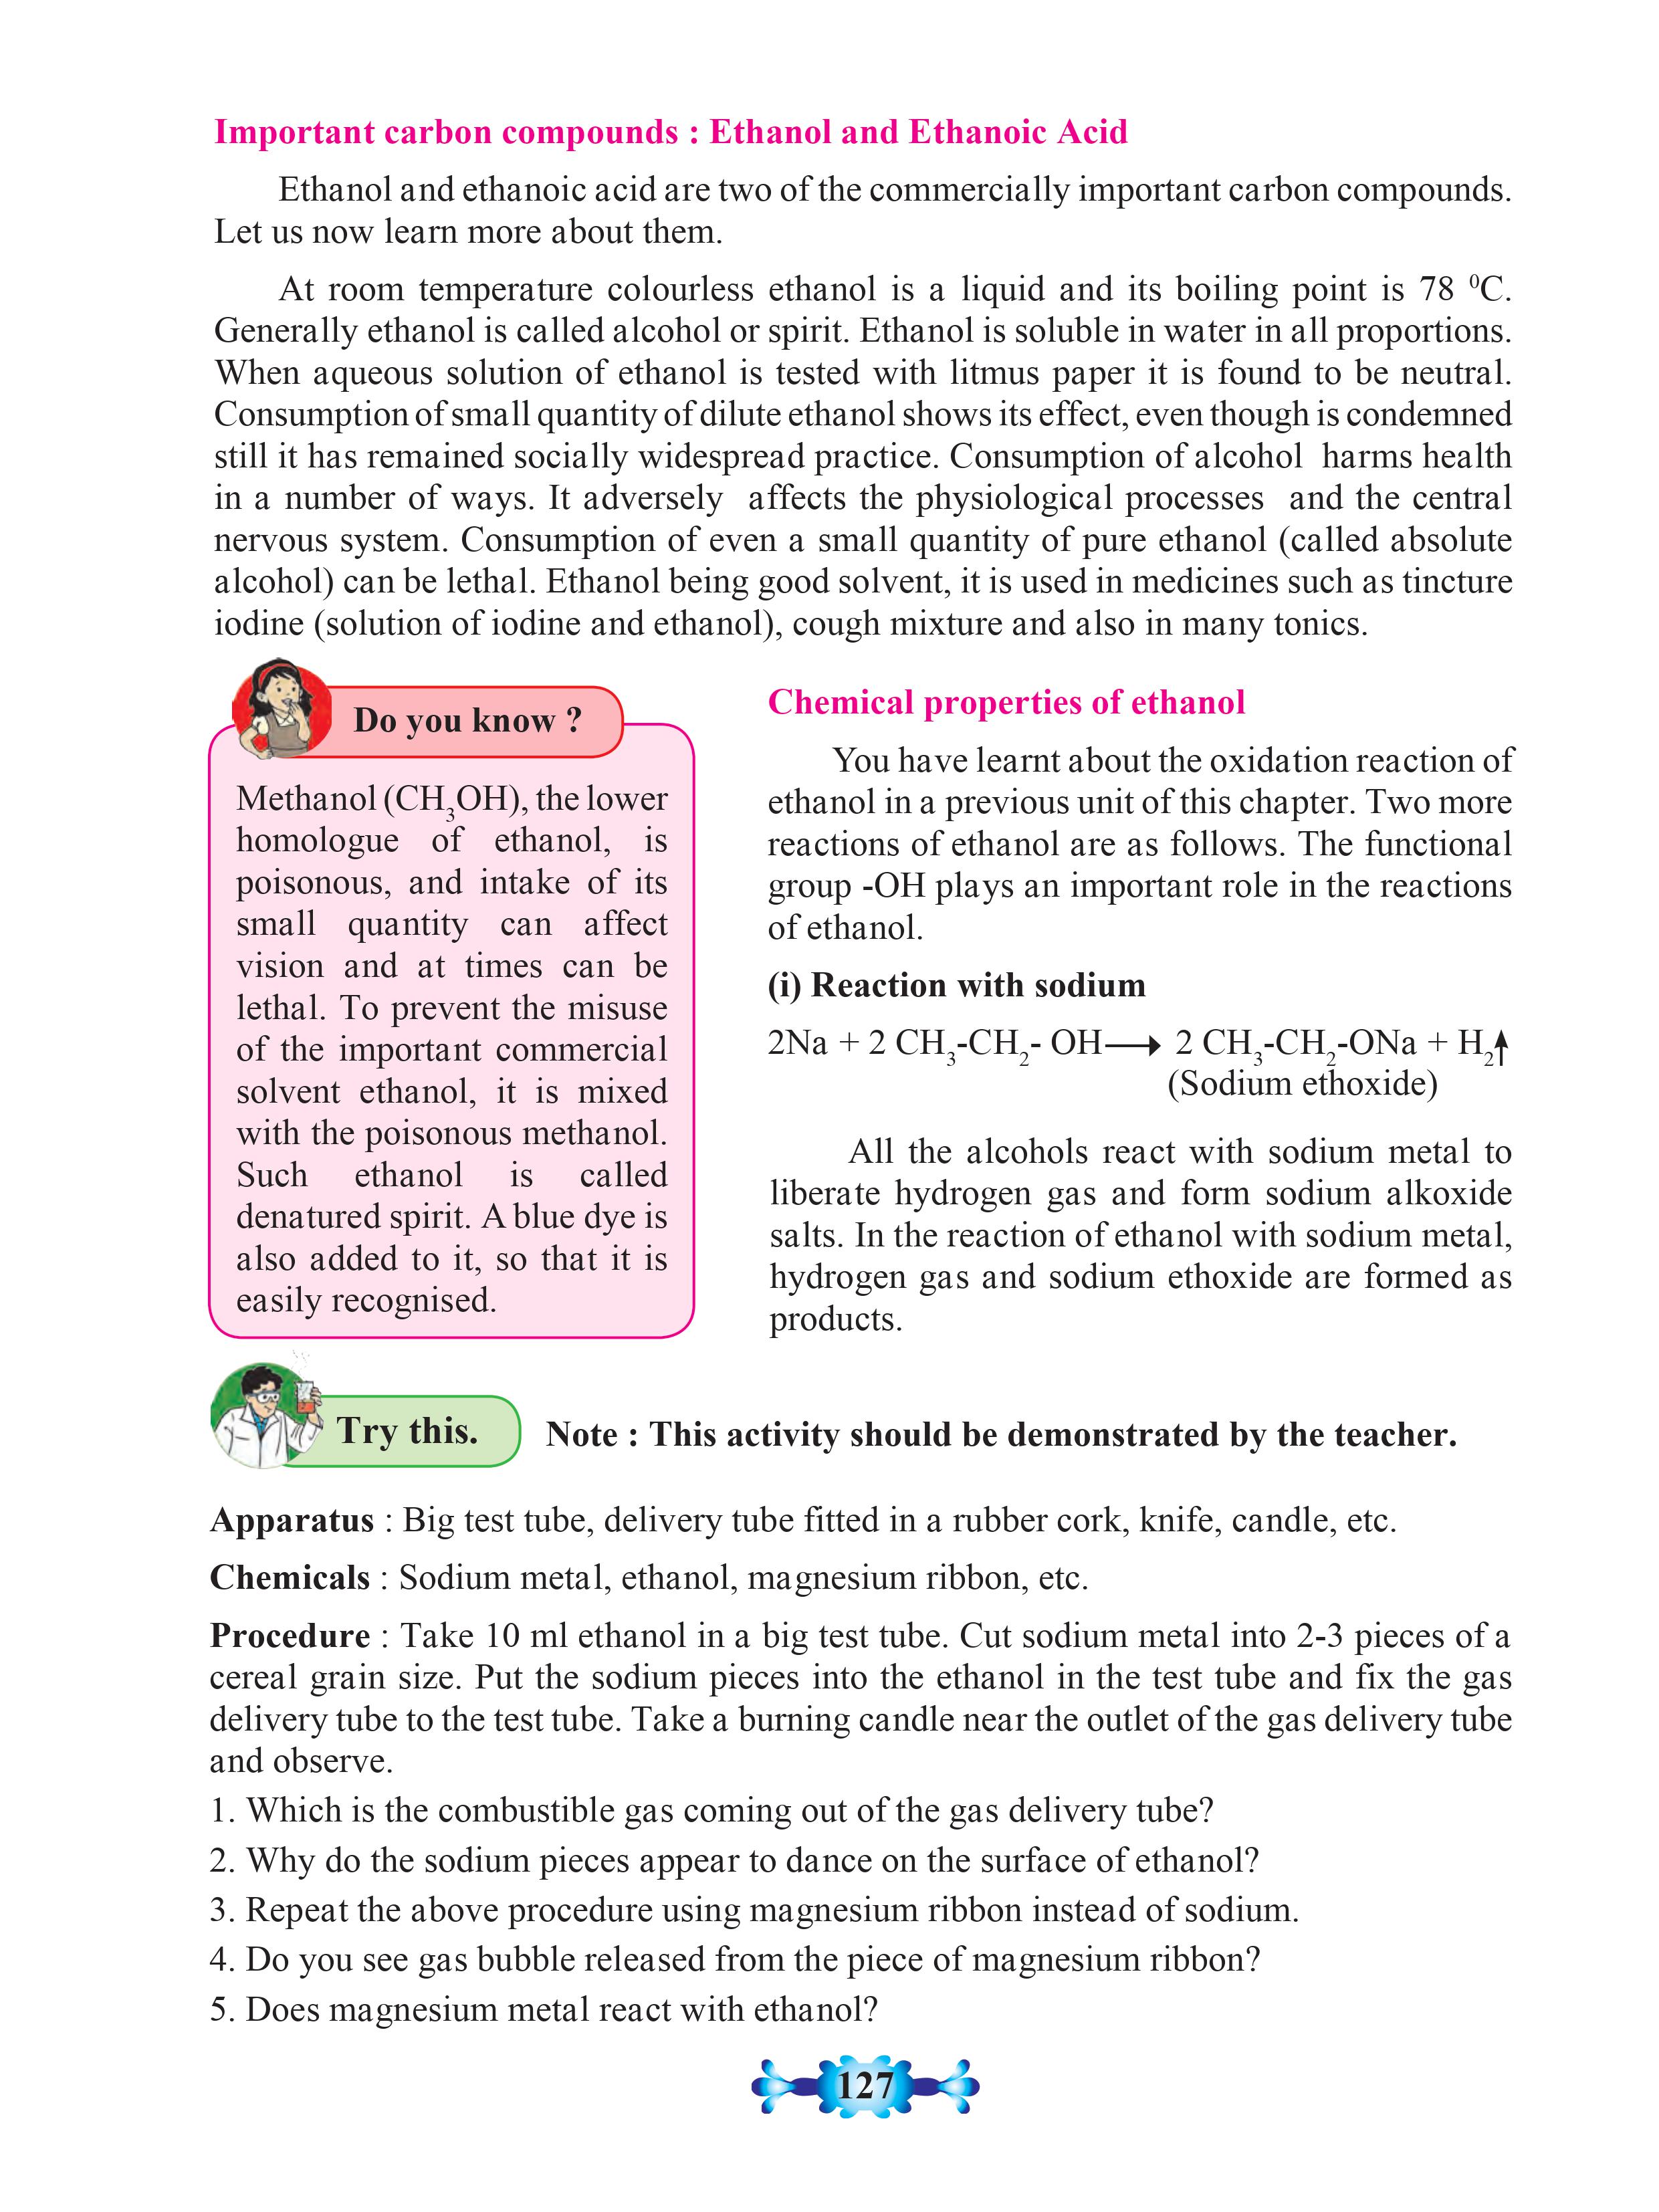 Important carbon compounds : Ethanol and Ethanoic Acid
Ethanol and ethanoic acid are two of the commercially important carbon compounds.
Let us now learn more about them.
At room temperature colourless ethanol is a liquid and its boiling point is 78 ⁰C.
Generally ethanol is called alcohol or spirit. Ethanol is soluble in water in all proportions.
When aqueous solution of ethanol is tested with litmus paper it is found to be neutral.
Consumption of small quantity of dilute ethanol shows its effect, even though is condemned
still it has remained socially widespread practice. Consumption of alcohol harms health
in a number of ways. It adversely affects the physiological processes and the central
nervous system. Consumption of even a small quantity of pure ethanol (called absolute
alcohol) can be lethal. Ethanol being good solvent, it is used in medicines such as tincture
iodine (solution of iodine and ethanol), cough mixture and also in many tonics.
Do you know ?
Methanol (CH₃OH), the lower
homologue of ethanol, is
poisonous, and intake of its
small quantity can affect
vision and at times can be
lethal. To prevent the misuse
of the important commercial
solvent ethanol, it is mixed
with the poisonous methanol.
Such ethanol is called
denatured spirit. A blue dye is
also added to it, so that it is
easily recognised.
Chemical properties of ethanol
You have learnt about the oxidation reaction of
ethanol in a previous unit of this chapter. Two more
reactions of ethanol are as follows. The functional
group -OH plays an important role in the reactions
of ethanol.
(i) Reaction with sodium
2Na + 2 CH₃-CH₂- OH⟶ 2 CH₃-CH₂-ONa + H₂↑
(Sodium ethoxide)
All the alcohols react with sodium metal to
liberate hydrogen gas and form sodium alkoxide
salts. In the reaction of ethanol with sodium metal,
hydrogen gas and sodium ethoxide are formed as
products.
Try this.
Note : This activity should be demonstrated by the teacher.
Apparatus : Big test tube, delivery tube fitted in a rubber cork, knife, candle, etc.
Chemicals : Sodium metal, ethanol, magnesium ribbon, etc.
Procedure : Take 10 ml ethanol in a big test tube. Cut sodium metal into 2-3 pieces of a
cereal grain size. Put the sodium pieces into the ethanol in the test tube and fix the gas
delivery tube to the test tube. Take a burning candle near the outlet of the gas delivery tube
and observe.
1. Which is the combustible gas coming out of the gas delivery tube?
2. Why do the sodium pieces appear to dance on the surface of ethanol?
3. Repeat the above procedure using magnesium ribbon instead of sodium.
4. Do you see gas bubble released from the piece of magnesium ribbon?
5. Does magnesium metal react with ethanol?
127